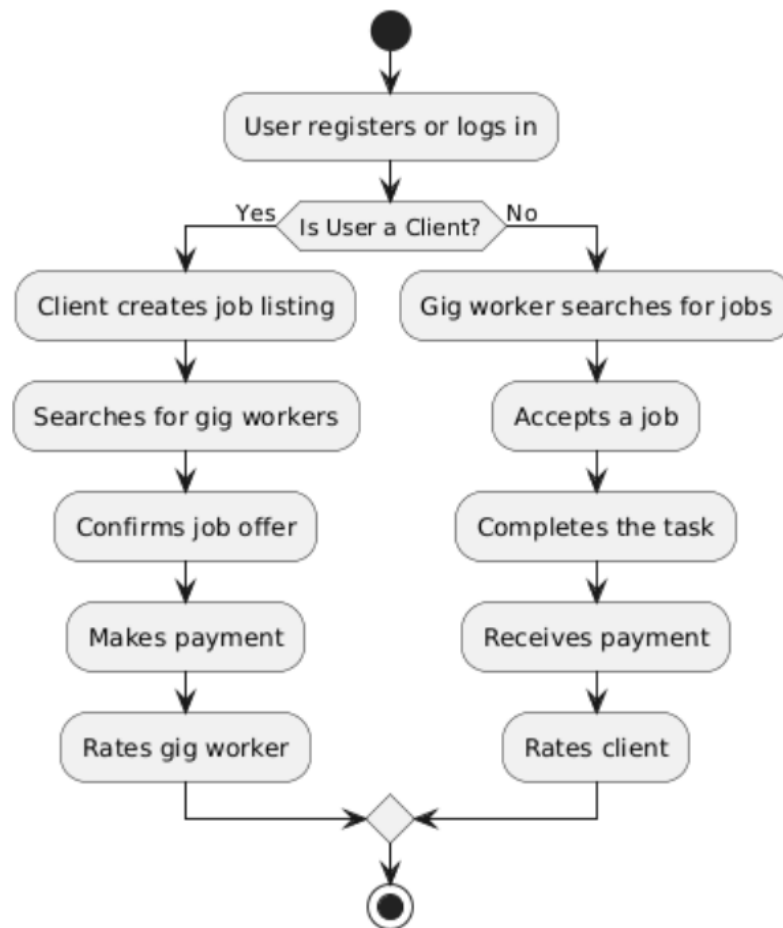 User registers or logs in
Yes
Is User a Client?
No
Client creates job listing
Gig worker searches for jobs
Searches for gig workers
Accepts a job
Confirms job offer
Completes the task
Makes payment
Receives payment
Rates gig worker
Rates client